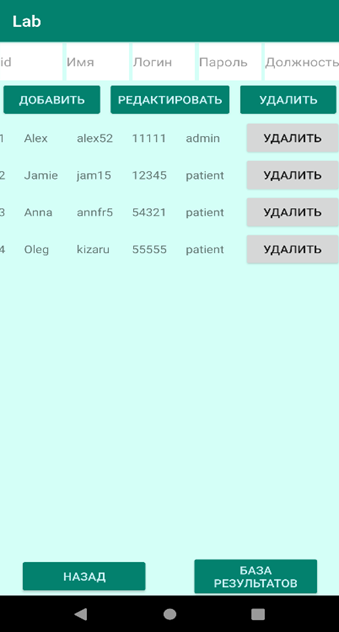 Lab
id Имя Логин Пароль Должность
ДОБАВИТЬ РЕДАКТИРОВАТЬ УДАЛИТЬ
1 Alex alex52 11111 admin УДАЛИТЬ
2 Jamie jam15 12345 patient УДАЛИТЬ
3 Anna annfr5 54321 patient УДАЛИТЬ
4 Oleg kizaru 55555 patient УДАЛИТЬ
НАЗАД
БАЗА
РЕЗУЛЬТАТОВ